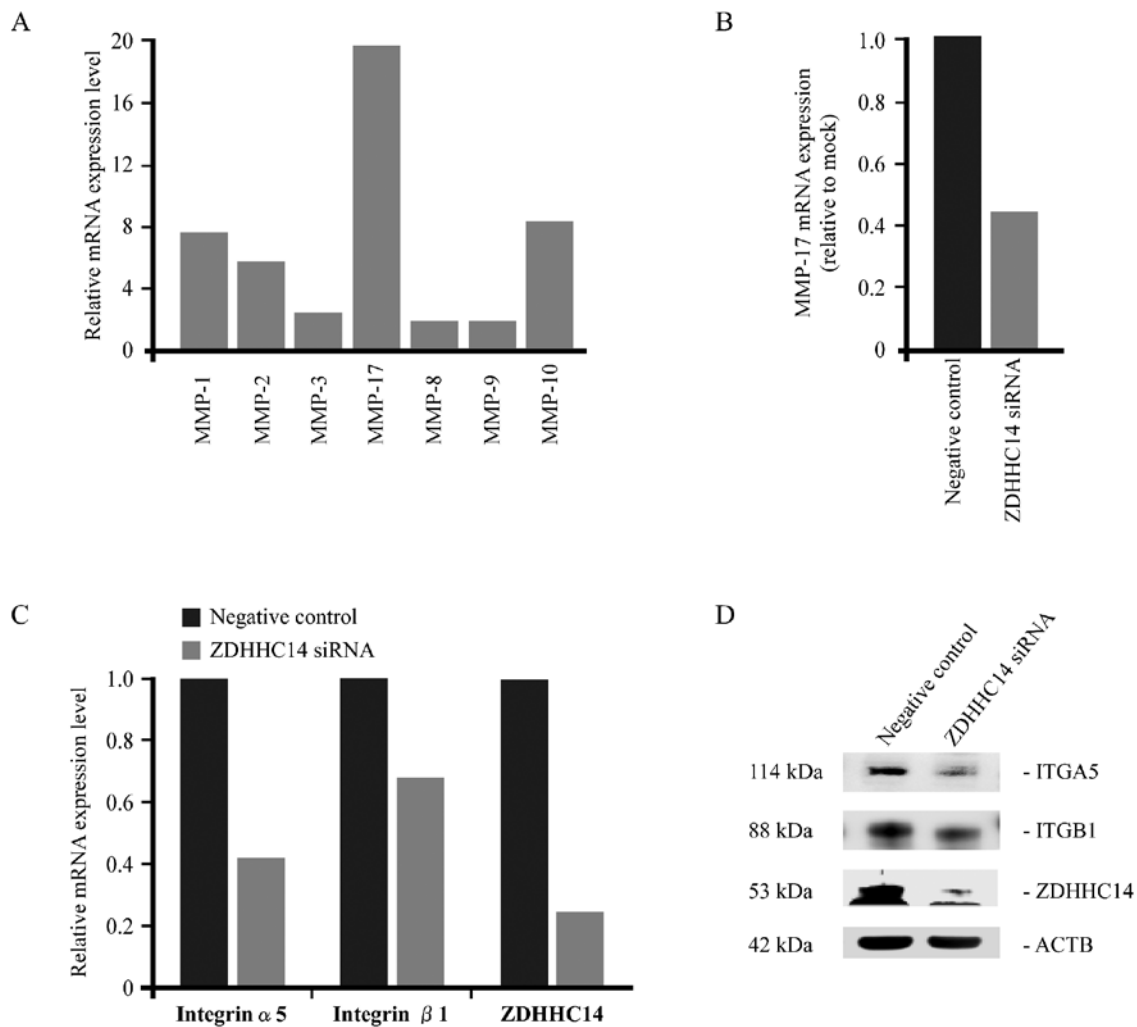 A
Relative mRNA expression level
20
16
12
8
4
0
MMP-1
MMP-2
MMP-3
MMP-17
MMP-8
MMP-9
MMP-10
B
MMP-17 mRNA expression
(relative to mock)
1.0
0.8
0.6
0.4
0.2
0
Negative control
ZDHHC14 siRNA
C
Negative control
ZDHHC14 siRNA
Relative mRNA expression level
1.0
0.8
0.6
0.4
0.2
0
Integrin α 5
Integrin β 1
ZDHHC14
D
Negative control
ZDHHC14 siRNA
114 kDa - ITGA5
88 kDa - ITGB1
53 kDa - ZDHHC14
42 kDa - ACTB